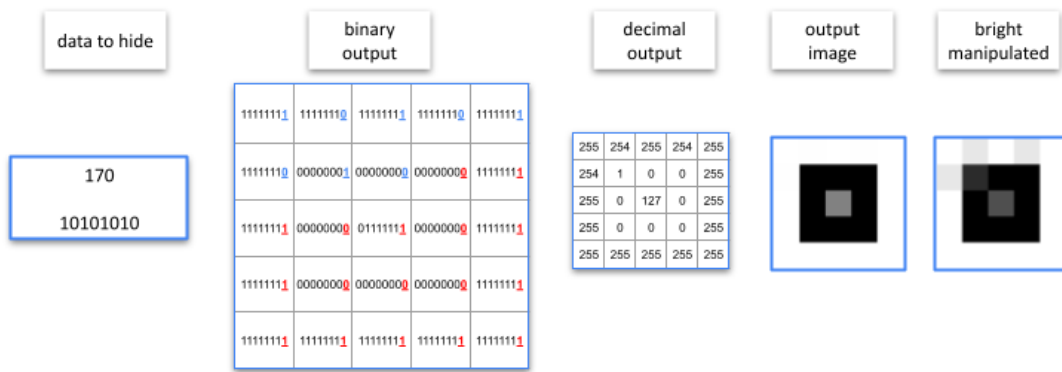 data to hide
binary
output
decimal
output
output
image
bright
manipulated
170
10101010
11111111 11111110 11111111 11111110 11111111
11111110 00000001 00000000 00000000 11111111
11111111 00000000 01111111 00000000 11111111
11111111 00000000 00000000 00000000 11111111
11111111 11111111 11111111 11111111 11111111
255 254 255 254 255
254 1 0 0 255
255 0 127 0 255
255 0 0 0 255
255 255 255 255 255